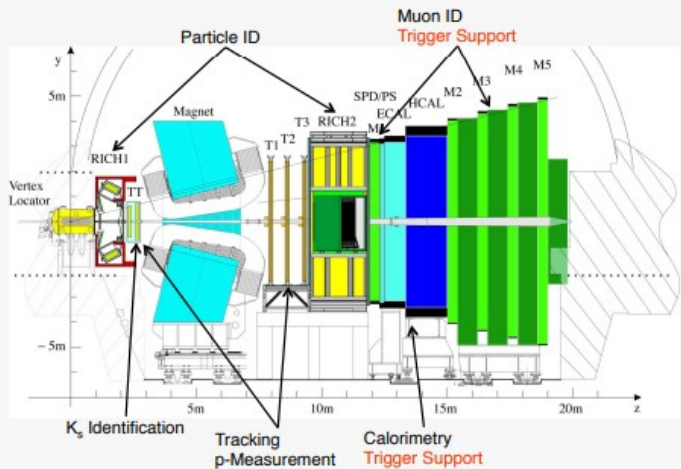 Muon ID
Particle ID
Trigger Support
y
M5
M4
M3
5m
SPD/PS
M2
HCAL
ECAL
Magnet
T3
RICH2
M1
T2
T1
RICH1
TT
Vertex
Locator
− 5m
5m
10m
15m
20m
z
Ks Identification
Tracking
p-Measurement
Calorimetry
Trigger Support